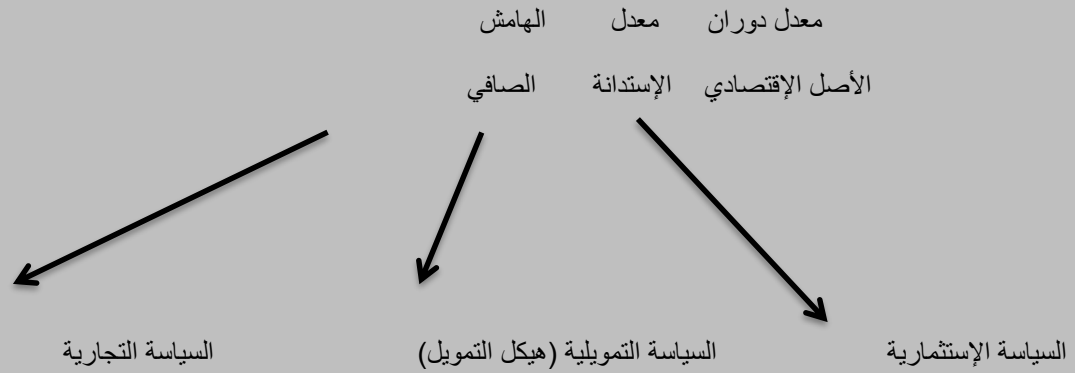 معدل دوران معدل الهامش
الأصل الإقتصادي الإستدانة الصافي
السياسة الإستثمارية السياسة التمويلية (هيكل التمويل) السياسة التجارية